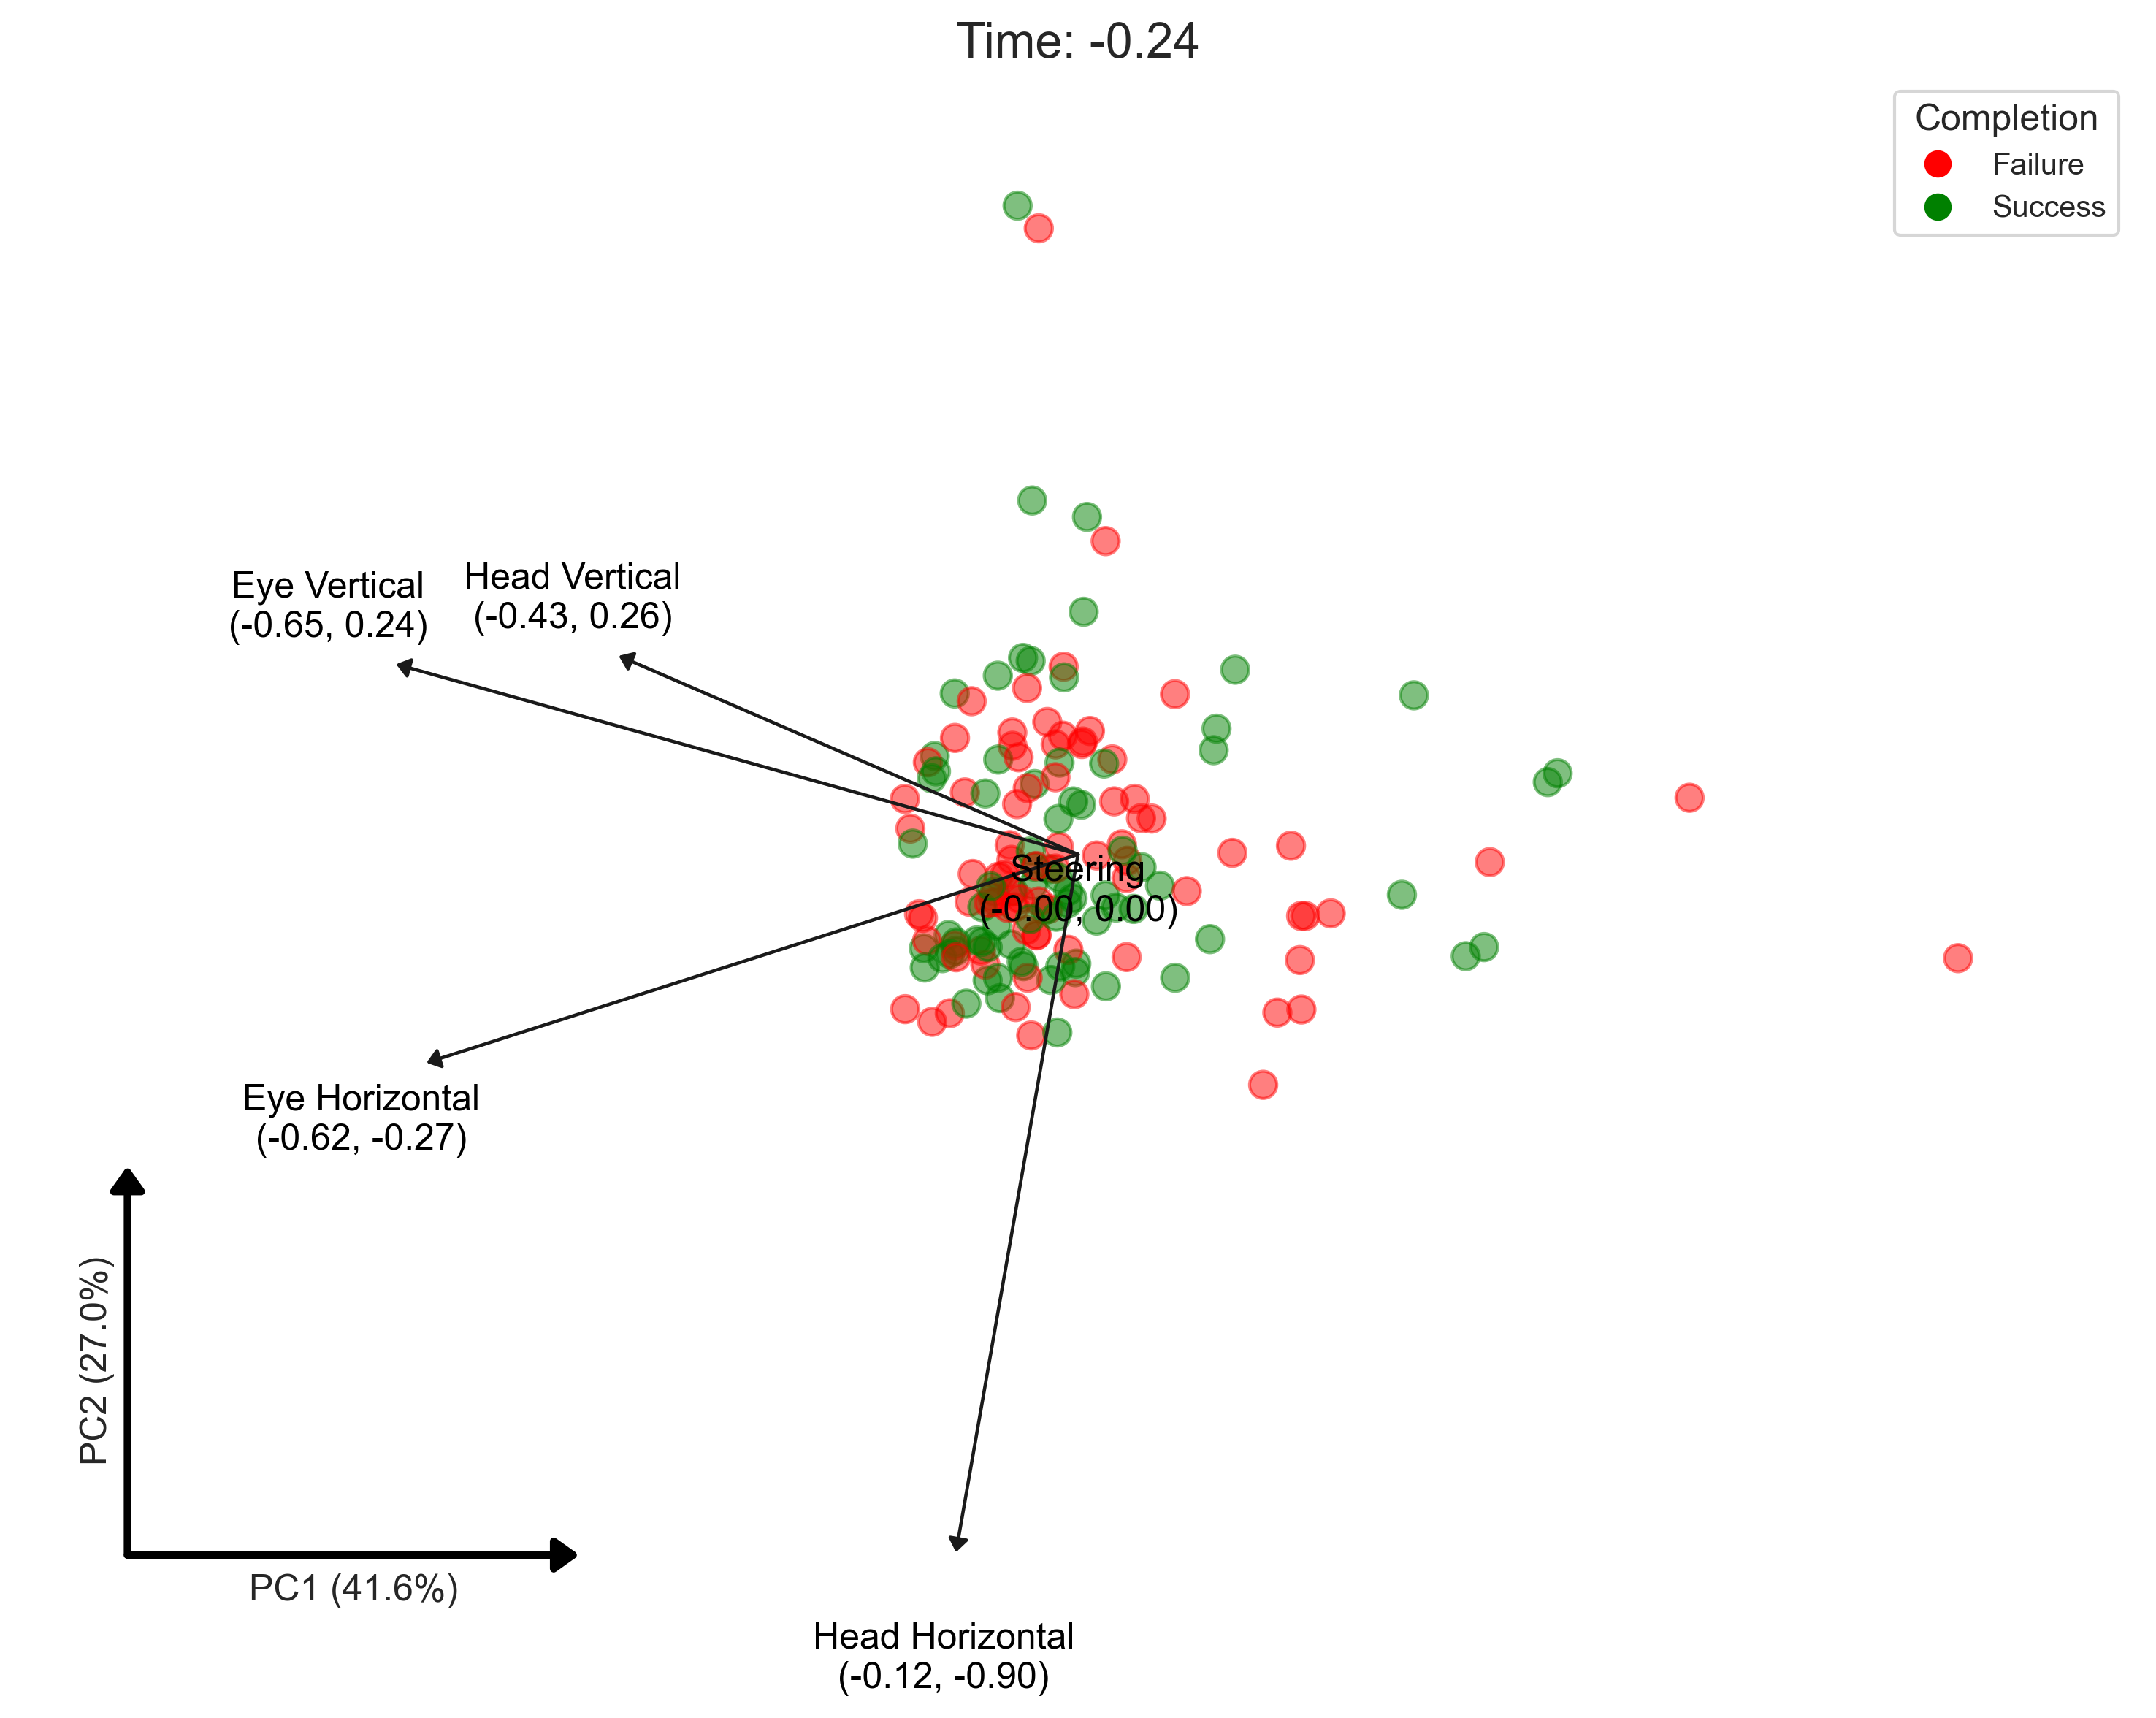 Time: -0.24
Completion
Failure
Success
Eye Vertical
(-0.65, 0.24)
Head Vertical
(-0.43, 0.26)
Steering
(-0.00, 0.00)
Eye Horizontal
(-0.62, -0.27)
PC2 (27.0%)
PC1 (41.6%)
Head Horizontal
(-0.12, -0.90)